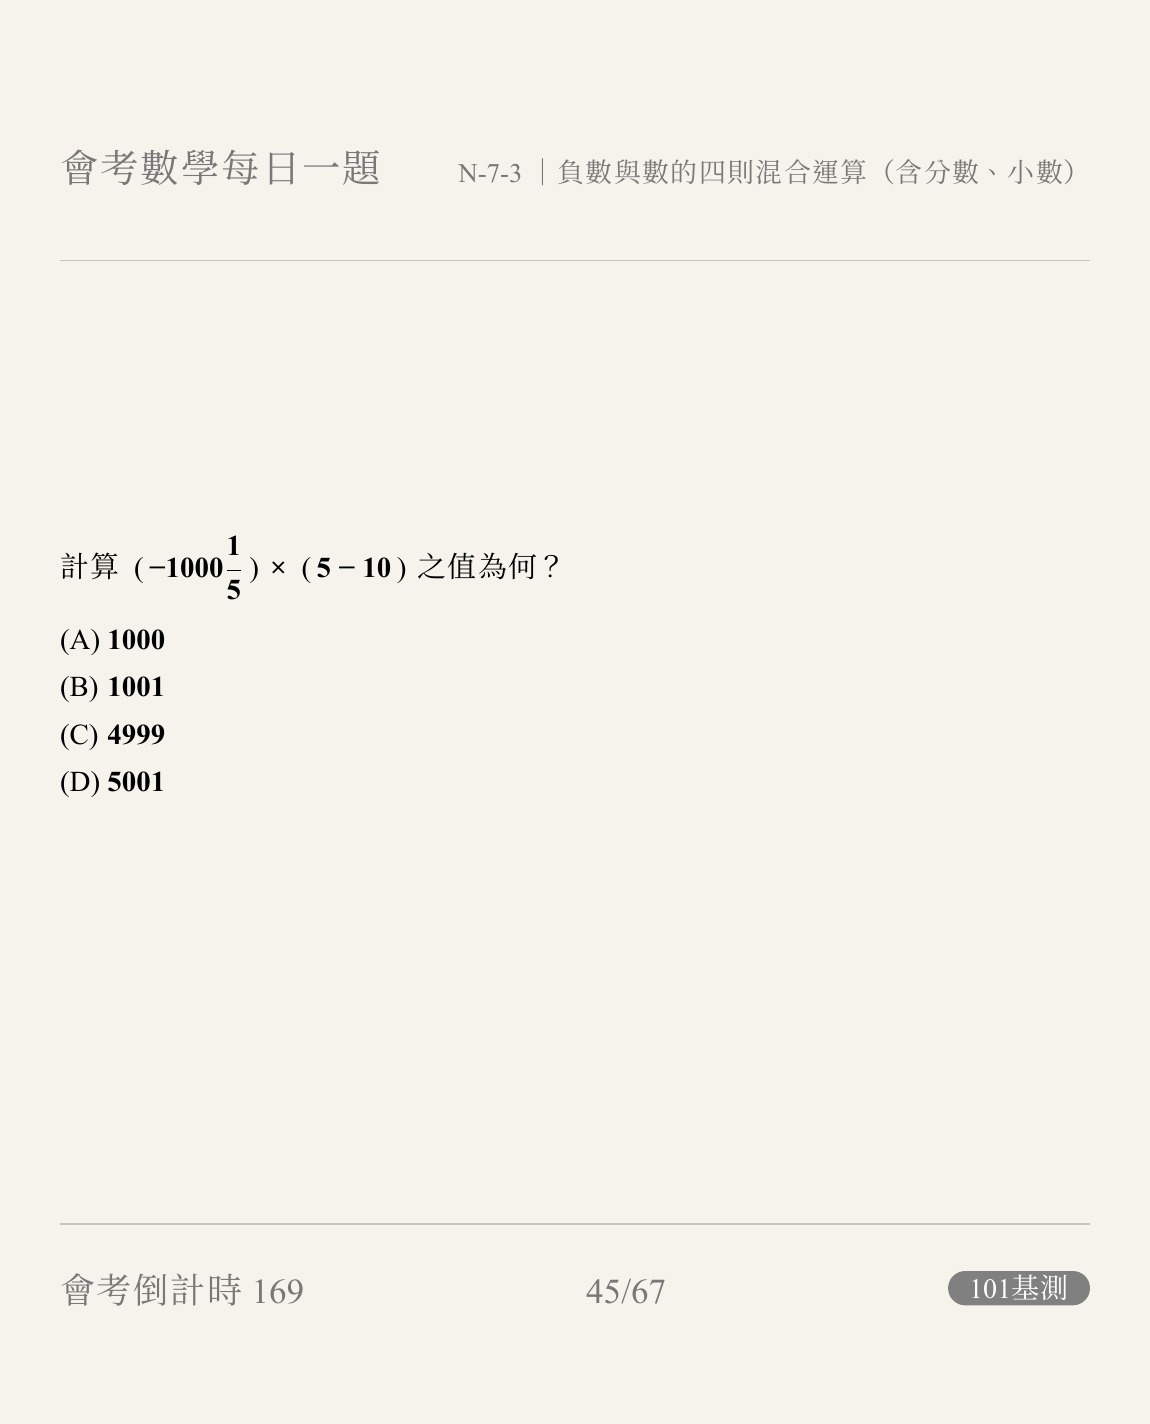 會考數學每日一題
N-7-3｜負數與數的四則混合運算（含分數、小數）
計算 (−1000 1/5) × (5 − 10) 之值為何？
(A) 1000
(B) 1001
(C) 4999
(D) 5001
會考倒計時 169
45/67
101基測